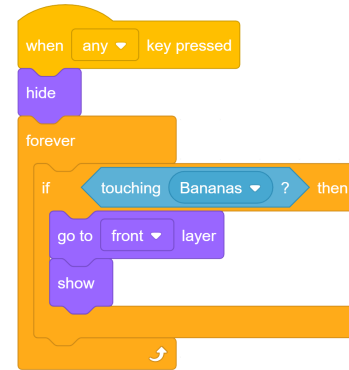 when any key pressed
hide
forever
if touching Bananas ? then
go to front layer
show